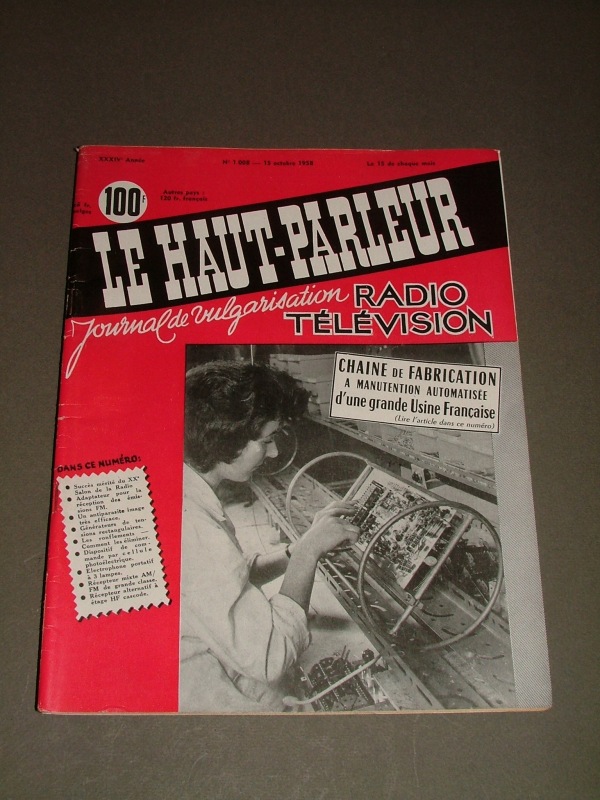 XXXIVᵉ Année
N° 1 008 — 15 octobre 1958
Le 15 de chaque mois
100F
Autres pays :
120 fr. français
LE HAUT-PARLEUR
Journal de vulgarisation RADIO
TÉLÉVISION
CHAINE DE FABRICATION
A MANUTENTION AUTOMATISÉE
d'une grande Usine Française
(Lire l'article dans ce numéro)
DANS CE NUMÉRO:
• Succès mérité du XXᵉ
Salon de la Radio
• Adaptateur pour la
réception des émis-
sions FM.
• Un antiparasite image
très efficace.
• Générateurs de ten-
sions rectangulaires.
• Les ronflements —
Comment les éliminer.
• Dispositif de com-
mande par cellule
photoélectrique.
• Electrophone portatif
à 3 lampes.
• Récepteur mixte AM/
FM de grande classe.
• Récepteur alternatif à
étage HF cascode.